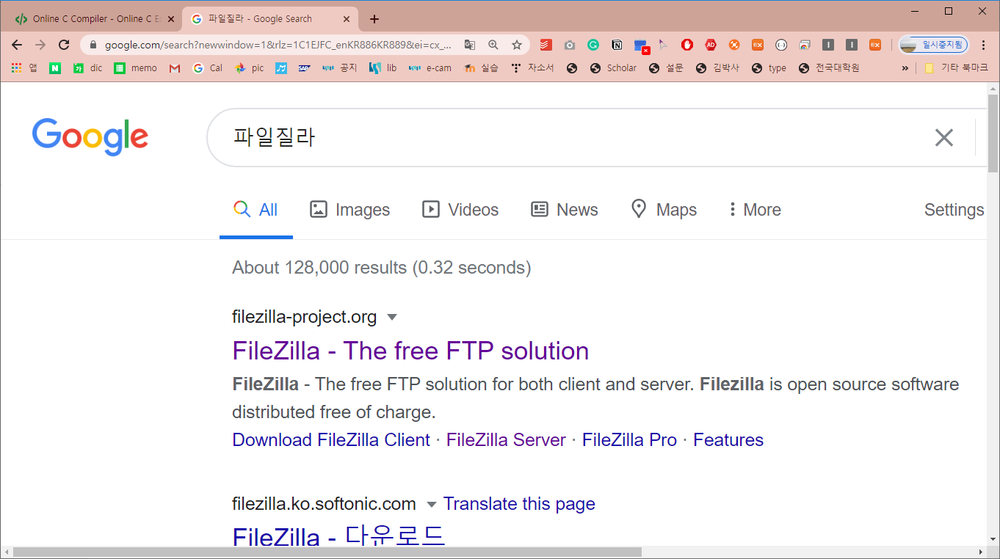 Online C Compiler - Online C E
파일질라 - Google Search
google.com/search?newwindow=1&rlz=1C1EJFC_enKR886KR889&ei=cx_...
일시중지됨
앱 dic memo Cal pic 공지 lib e-cam 실습 자소서 Scholar 설문 김박사 type 전국대학원 » 기타 북마크
Google
파일질라
All Images Videos News Maps More Settings
About 128,000 results (0.32 seconds)
filezilla-project.org
FileZilla - The free FTP solution
FileZilla - The free FTP solution for both client and server. Filezilla is open source software
distributed free of charge.
Download FileZilla Client · FileZilla Server · FileZilla Pro · Features
filezilla.ko.softonic.com Translate this page
FileZilla - 다운로드